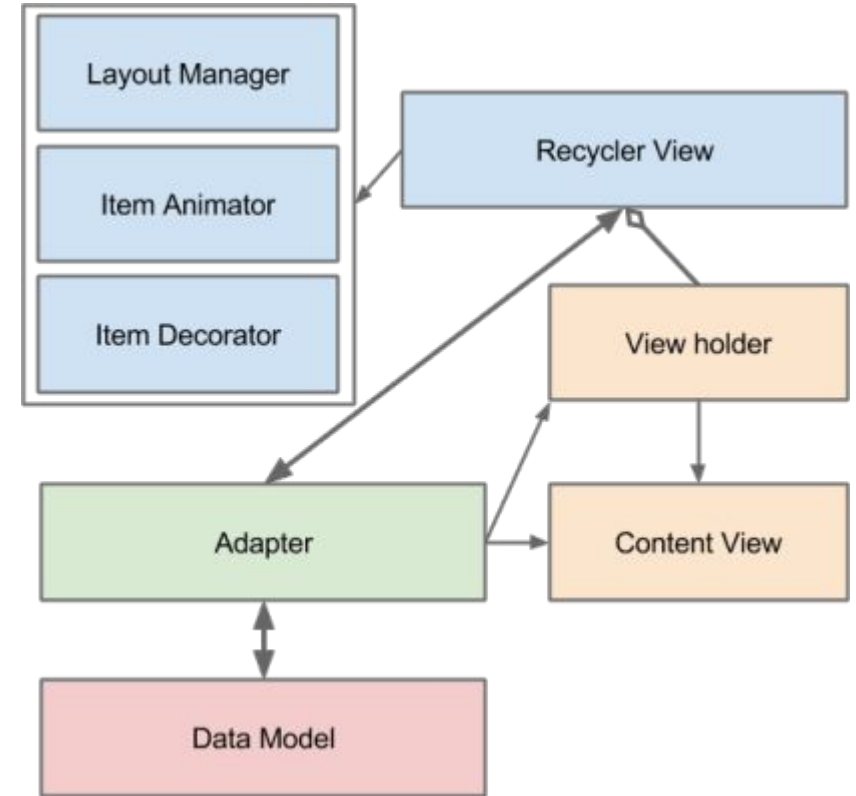 Layout Manager
Recycler View
Item Animator
Item Decorator
View holder
Adapter
Content View
Data Model